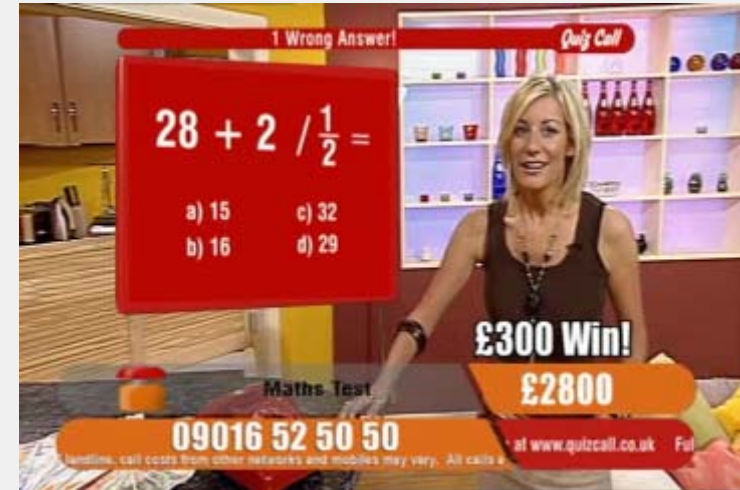 1 Wrong Answer! Quiz Call
28 + 2 / 1/2 =
a) 15 c) 32
b) 16 d) 29
£300 Win!
Maths Test £2800
09016 52 50 50 at www.quizcall.co.uk Ful
landline, call costs from other networks and mobiles may vary. All calls a